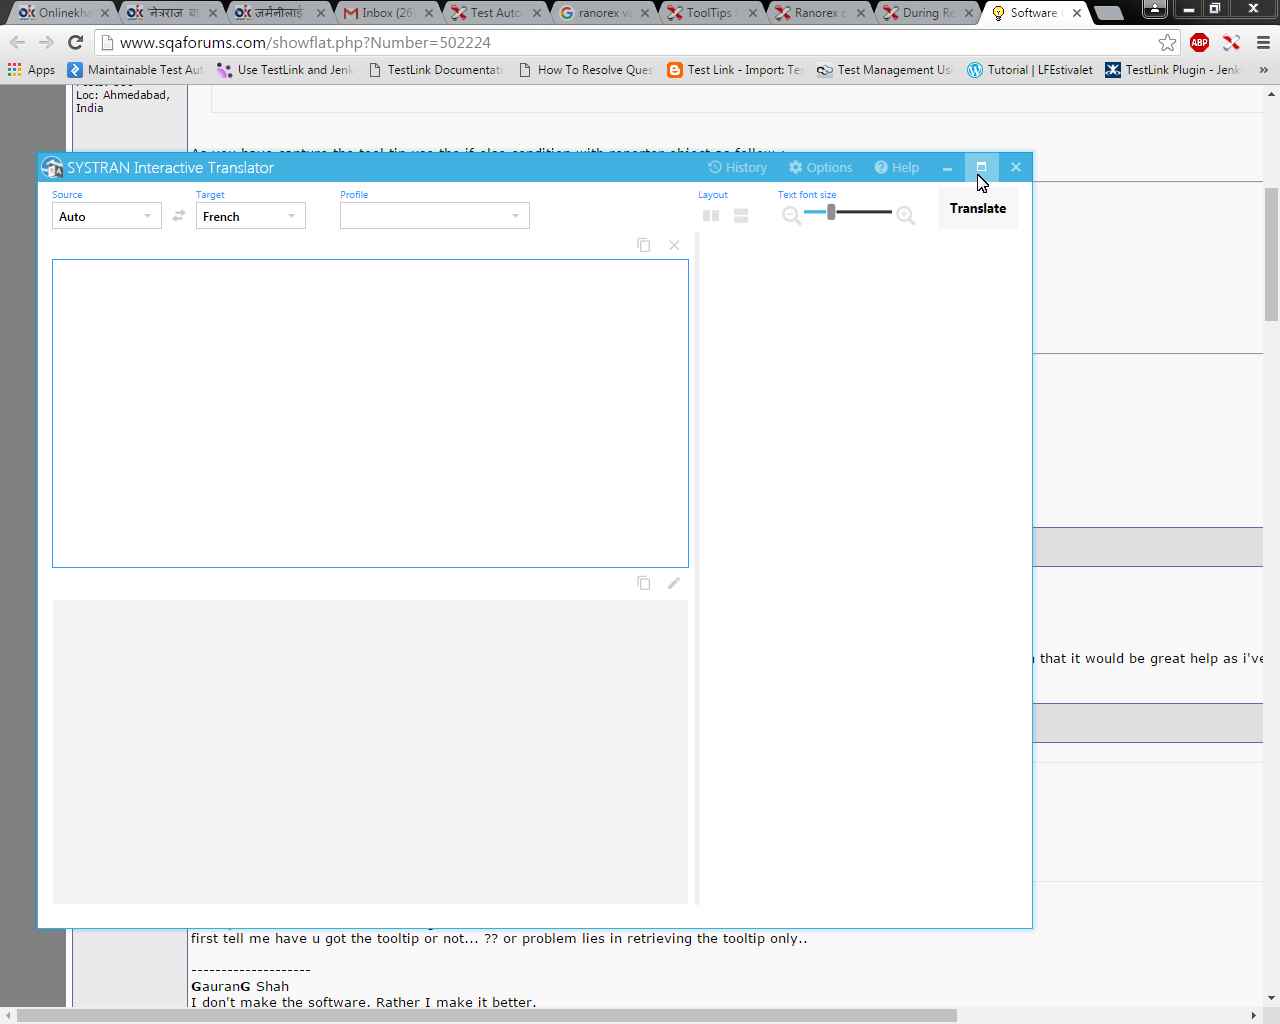 Onlinekha
नेत्रराज
जर्मनीलाई
Inbox (26
Test Auto
ranorex v
ToolTips
Ranorex c
During Re
Software
www.sqaforums.com/showflat.php?Number=502224
Apps
Maintainable Test Aut
Use TestLink and Jenk
TestLink Documentat
How To Resolve Ques
Test Link - Import: Te
Test Management Us
Tutorial | LFEstivalet
TestLink Plugin - Jenk
ABP
Loc: Ahmedabad,
India
SYSTRAN Interactive Translator
History
Options
Help
Source
Target
Profile
Layout
Text font size
Auto
French
Translate
that it would be great help as i've
first tell me have u got the tooltip or not... ?? or problem lies in retrieving the tooltip only..
--------------------
GauranG Shah
I don't make the software. Rather I make it better.